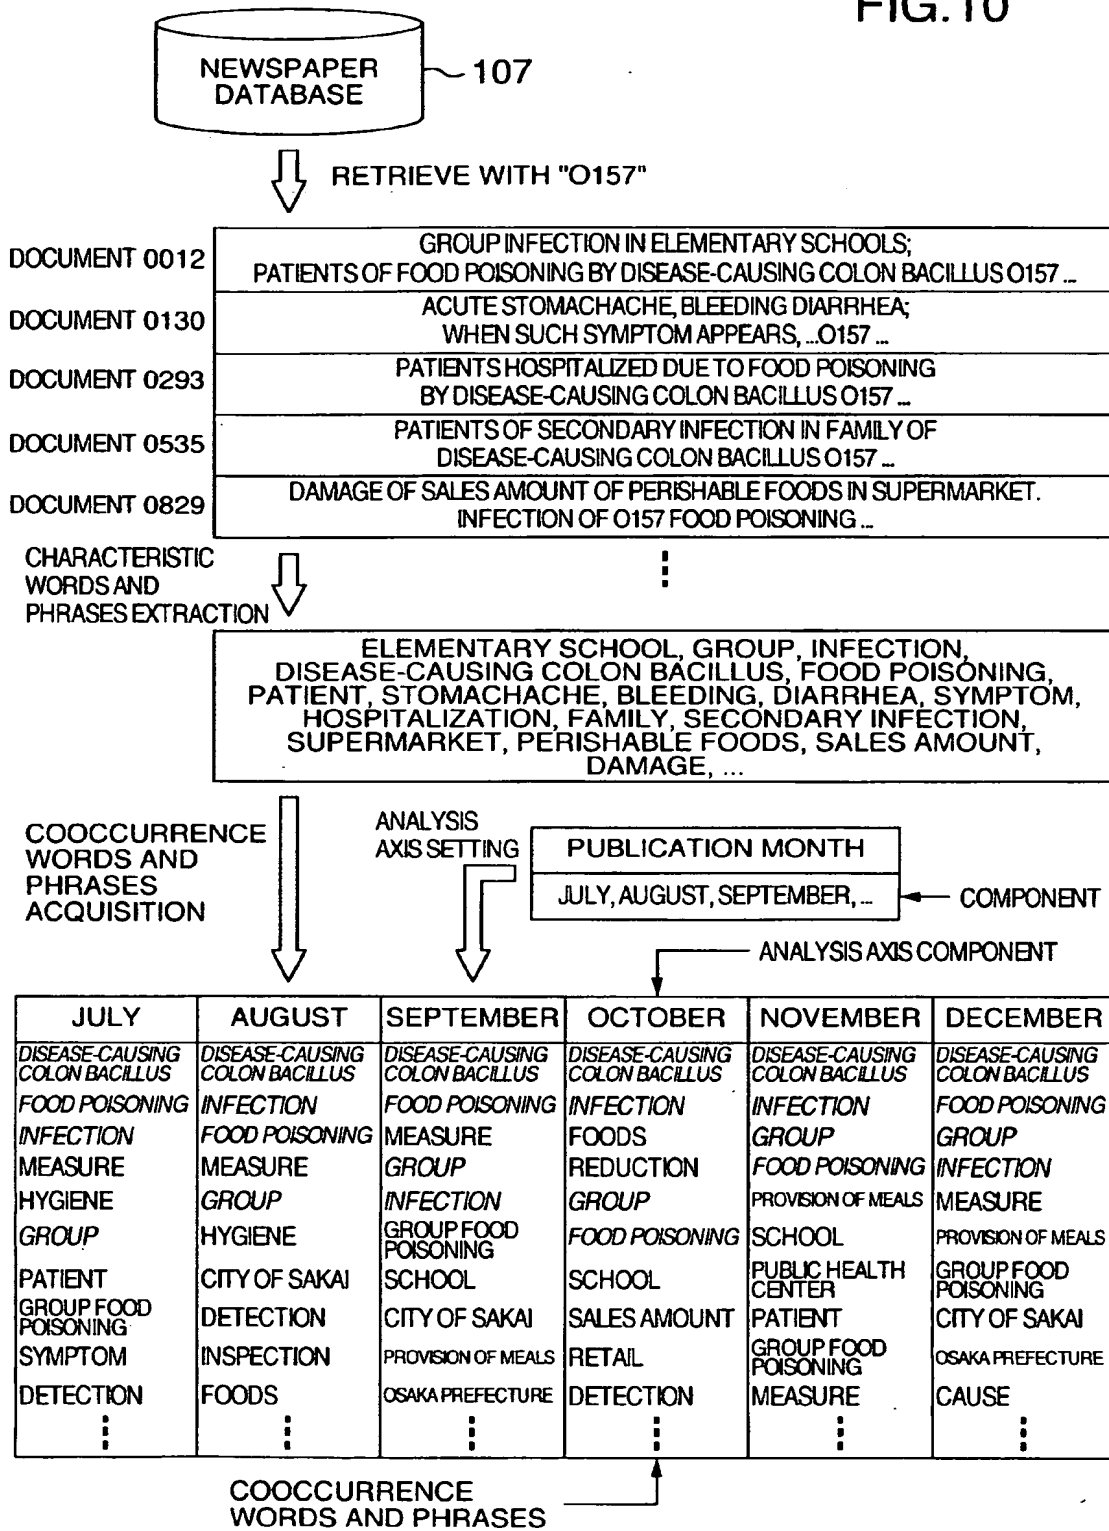 FIG.10
NEWSPAPER
DATABASE
107
RETRIEVE WITH "O157"
DOCUMENT 0012
GROUP INFECTION IN ELEMENTARY SCHOOLS;
PATIENTS OF FOOD POISONING BY DISEASE-CAUSING COLON BACILLUS O157 ...
DOCUMENT 0130
ACUTE STOMACHACHE, BLEEDING DIARRHEA;
WHEN SUCH SYMPTOM APPEARS, ...O157 ...
DOCUMENT 0293
PATIENTS HOSPITALIZED DUE TO FOOD POISONING
BY DISEASE-CAUSING COLON BACILLUS O157 ...
DOCUMENT 0535
PATIENTS OF SECONDARY INFECTION IN FAMILY OF
DISEASE-CAUSING COLON BACILLUS O157 ...
DOCUMENT 0829
DAMAGE OF SALES AMOUNT OF PERISHABLE FOODS IN SUPERMARKET.
INFECTION OF O157 FOOD POISONING ...
CHARACTERISTIC
WORDS AND
PHRASES EXTRACTION
ELEMENTARY SCHOOL, GROUP, INFECTION,
DISEASE-CAUSING COLON BACILLUS, FOOD POISONING,
PATIENT, STOMACHACHE, BLEEDING, DIARRHEA, SYMPTOM,
HOSPITALIZATION, FAMILY, SECONDARY INFECTION,
SUPERMARKET, PERISHABLE FOODS, SALES AMOUNT,
DAMAGE, ...
COOCCURRENCE
WORDS AND
PHRASES
ACQUISITION
ANALYSIS
AXIS SETTING
PUBLICATION MONTH
JULY, AUGUST, SEPTEMBER, ...
COMPONENT
ANALYSIS AXIS COMPONENT
JULY
DISEASE-CAUSING
COLON BACILLUS
FOOD POISONING
INFECTION
MEASURE
HYGIENE
GROUP
PATIENT
GROUP FOOD
POISONING
SYMPTOM
DETECTION
AUGUST
DISEASE-CAUSING
COLON BACILLUS
INFECTION
FOOD POISONING
MEASURE
GROUP
HYGIENE
CITY OF SAKAI
DETECTION
INSPECTION
FOODS
SEPTEMBER
DISEASE-CAUSING
COLON BACILLUS
FOOD POISONING
MEASURE
GROUP
INFECTION
GROUP FOOD
POISONING
SCHOOL
CITY OF SAKAI
PROVISION OF MEALS
OSAKA PREFECTURE
OCTOBER
DISEASE-CAUSING
COLON BACILLUS
INFECTION
FOODS
REDUCTION
GROUP
FOOD POISONING
SCHOOL
SALES AMOUNT
RETAIL
DETECTION
NOVEMBER
DISEASE-CAUSING
COLON BACILLUS
INFECTION
GROUP
FOOD POISONING
PROVISION OF MEALS
SCHOOL
PUBLIC HEALTH
CENTER
PATIENT
GROUP FOOD
POISONING
MEASURE
DECEMBER
DISEASE-CAUSING
COLON BACILLUS
FOOD POISONING
GROUP
INFECTION
MEASURE
PROVISION OF MEALS
GROUP FOOD
POISONING
CITY OF SAKAI
OSAKA PREFECTURE
CAUSE
COOCCURRENCE
WORDS AND PHRASES